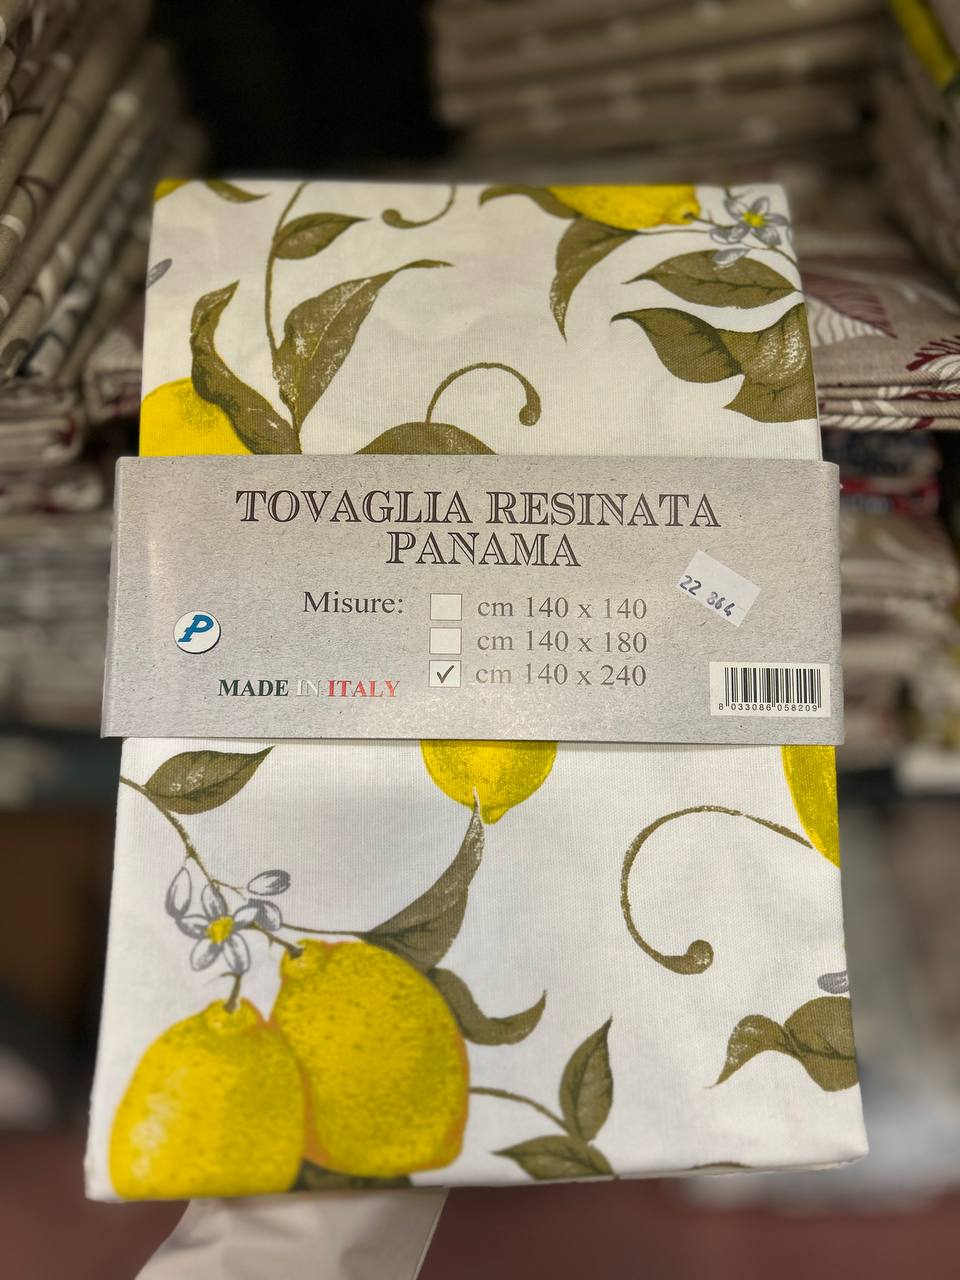 TOVAGLIA RESINATA
PANAMA
Misure:
cm 140 x 140
cm 140 x 180
cm 140 x 240
22 864
P
MADE IN ITALY
8 033086 058209